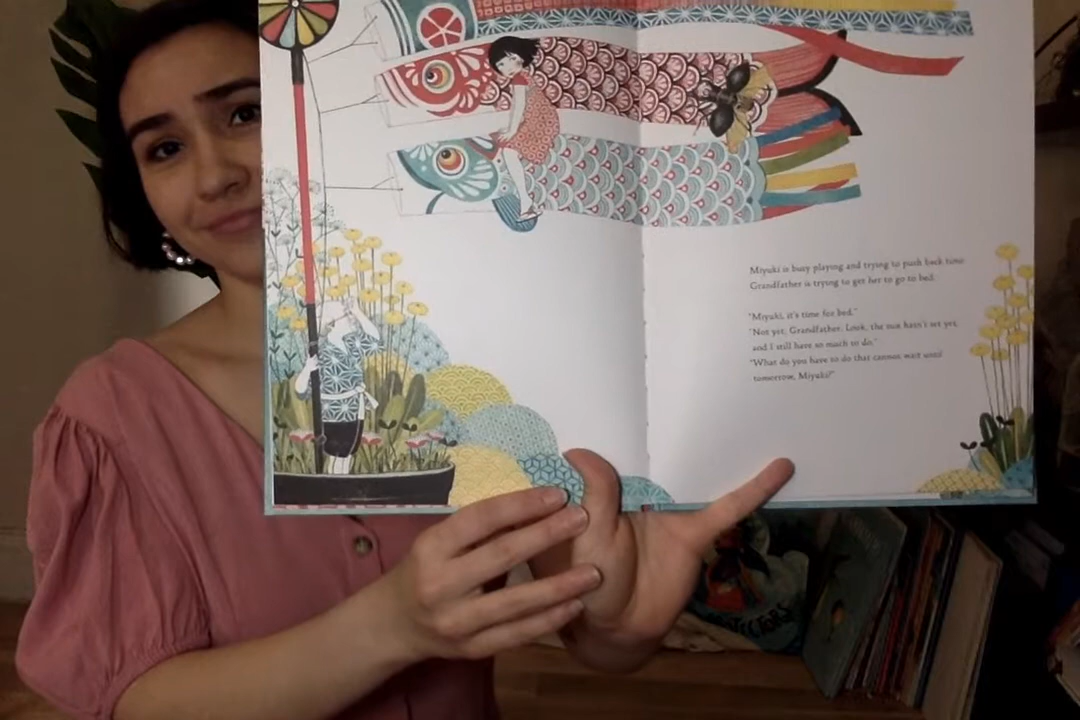 Miyuki is busy playing and trying to push back time
Grandfather is trying to get her to go to bed.
"Miyuki, it's time for bed."
"Not yet, Grandfather. Look, the sun hasn't set yet,
and I still have so much to do."
"What do you have to do that cannot wait until
tomorrow, Miyuki?"